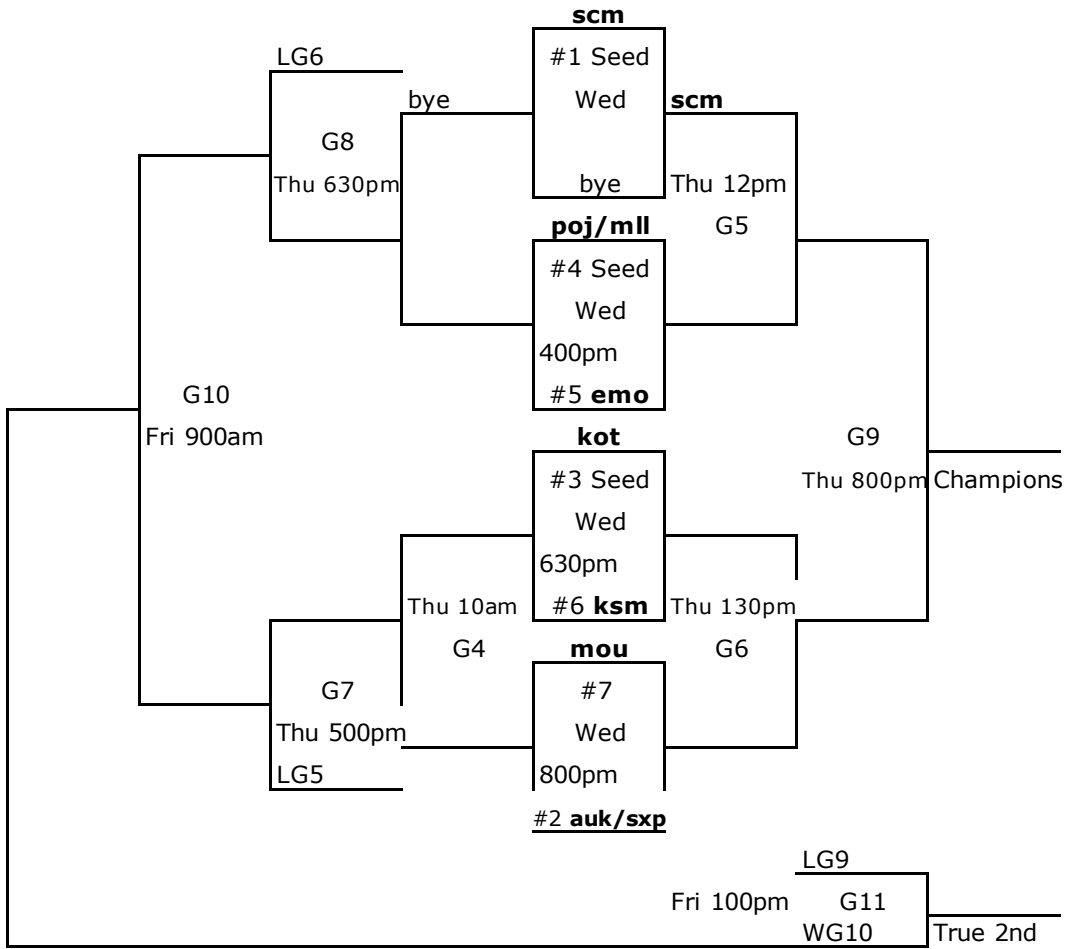 scm
LG6
#1 Seed
bye
Wed
scm
G8
Thu 630pm
bye
Thu 12pm
poj/mll
G5
#4 Seed
Wed
400pm
G10
#5 emo
Fri 900am
kot
G9
#3 Seed
Thu 800pm
Champions
Wed
630pm
Thu 10am
#6 ksm
Thu 130pm
G4
mou
G6
G7
#7
Thu 500pm
Wed
LG5
800pm
#2 auk/sxp
LG9
Fri 100pm
G11
WG10
True 2nd